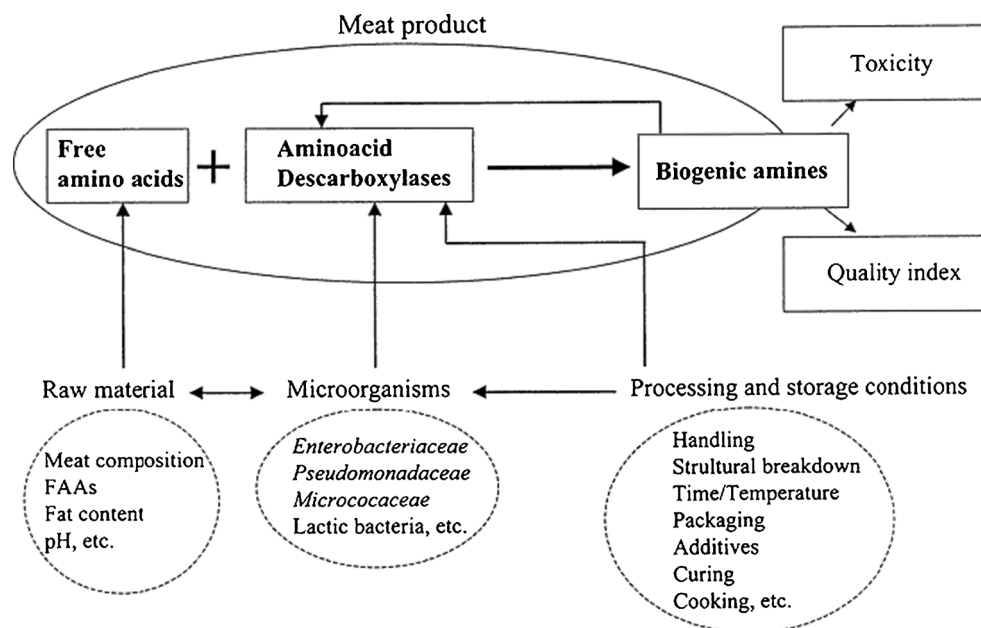 Meat product
Toxicity
Free
amino acids
+
Aminoacid
Descarboxylases
Biogenic amines
Quality index
Raw material
Microorganisms
Processing and storage conditions
Meat composition
FAAs
Fat content
pH, etc.
Enterobacteriaceae
Pseudomonadaceae
Micrococaceae
Lactic bacteria, etc.
Handling
Strultural breakdown
Time/Temperature
Packaging
Additives
Curing
Cooking, etc.